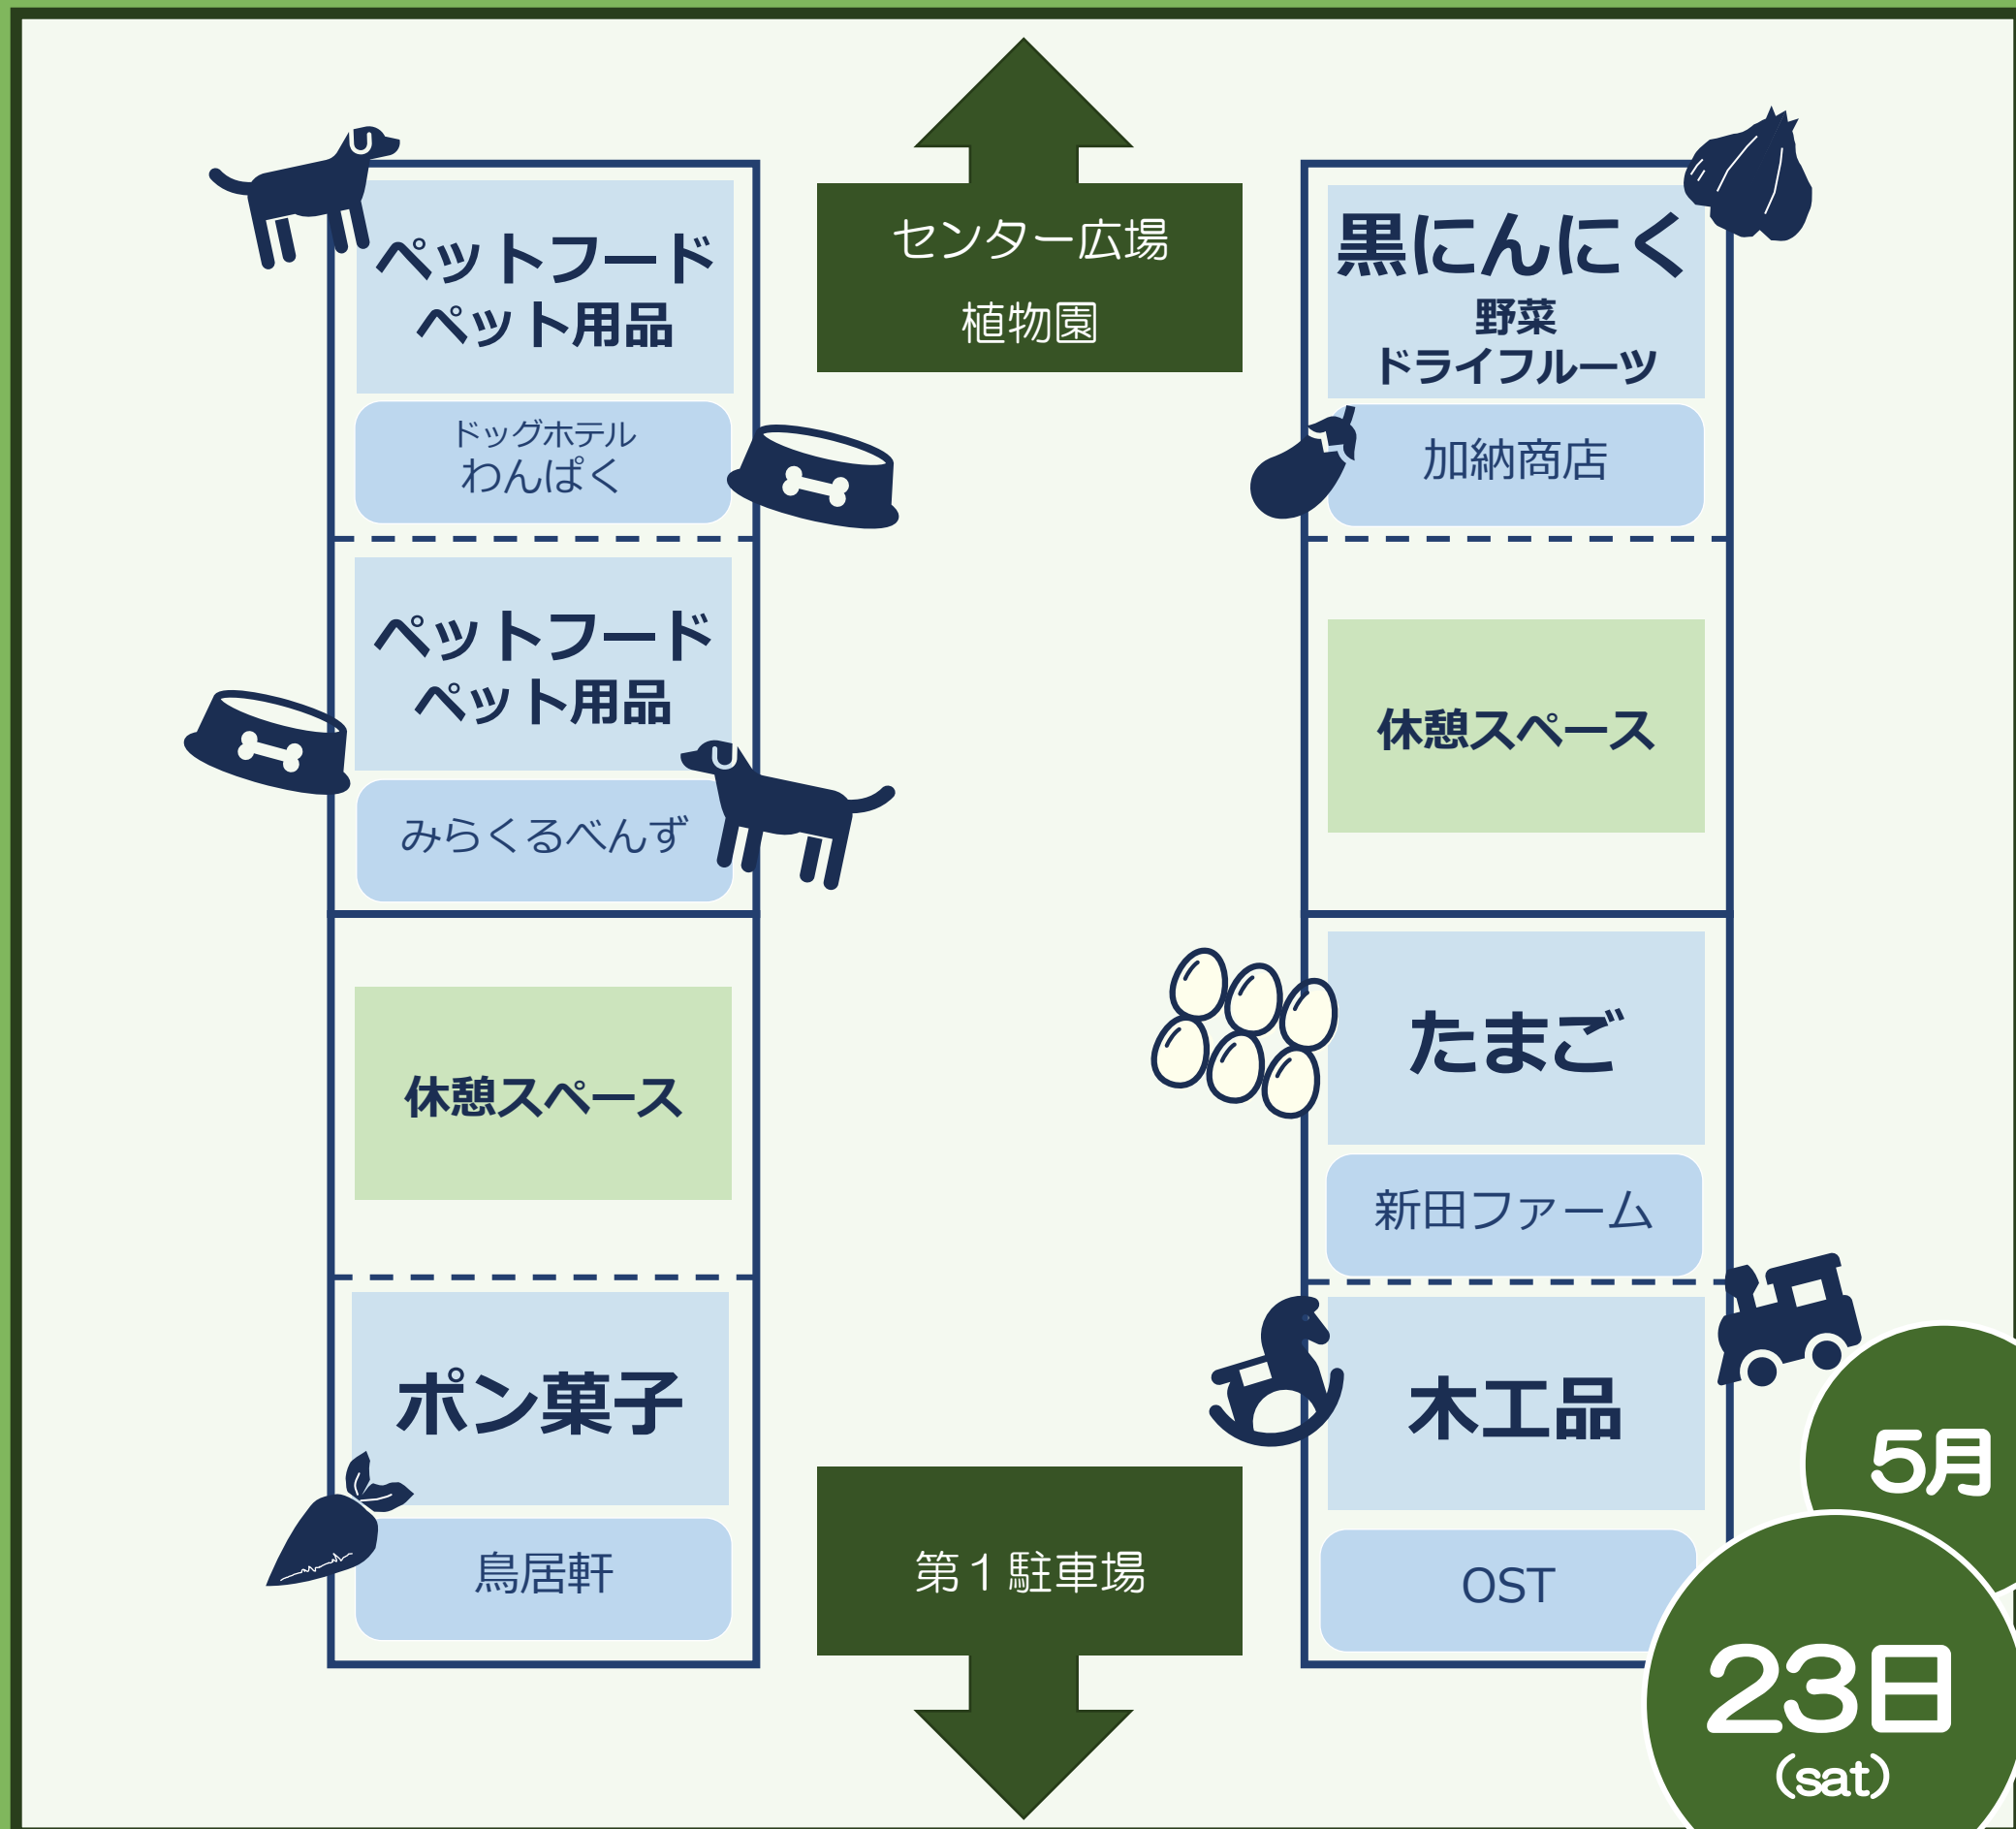 センター広場
植物園
ペットフード
ペット用品
ドッグホテル
わんぱく
ペットフード
ペット用品
みらくるべんず
休憩スペース
ポン菓子
鳥居軒
黒にんにく
野菜
ドライフルーツ
加納商店
休憩スペース
たまご
新田ファーム
木工品
OST
第１駐車場
5月
23日
(sat)